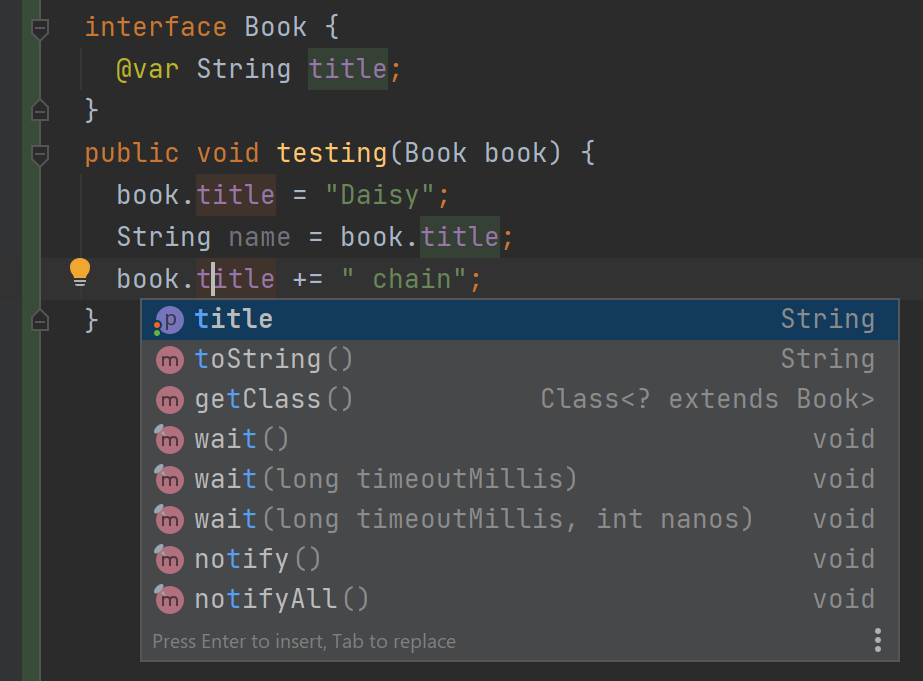 interface Book {
@var String title;
}
public void testing(Book book) {
book.title = "Daisy";
String name = book.title;
book.title += " chain";
}
p title String
m toString() String
m getClass() Class<? extends Book>
m wait() void
m wait(long timeoutMillis) void
m wait(long timeoutMillis, int nanos) void
m notify() void
m notifyAll() void
Press Enter to insert, Tab to replace